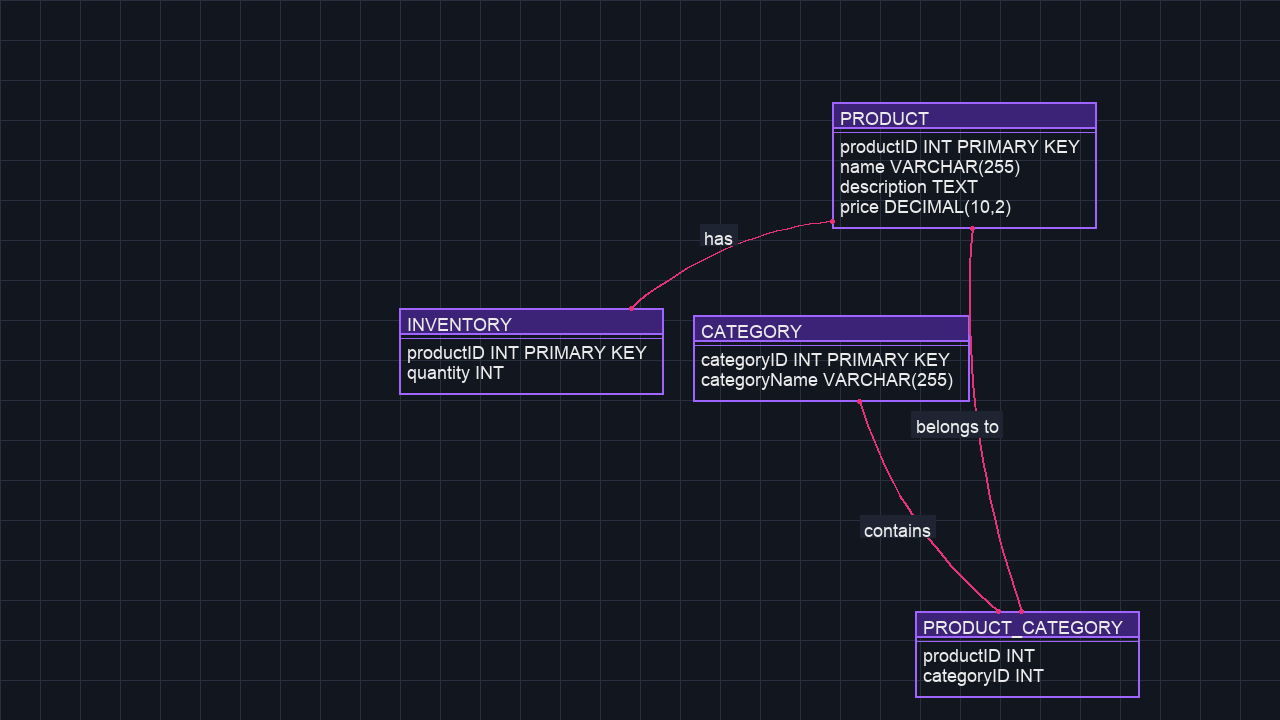 PRODUCT
productID INT PRIMARY KEY
name VARCHAR(255)
description TEXT
price DECIMAL(10,2)
has
INVENTORY
productID INT PRIMARY KEY
quantity INT
CATEGORY
categoryID INT PRIMARY KEY
categoryName VARCHAR(255)
belongs to
contains
PRODUCT_CATEGORY
productID INT
categoryID INT